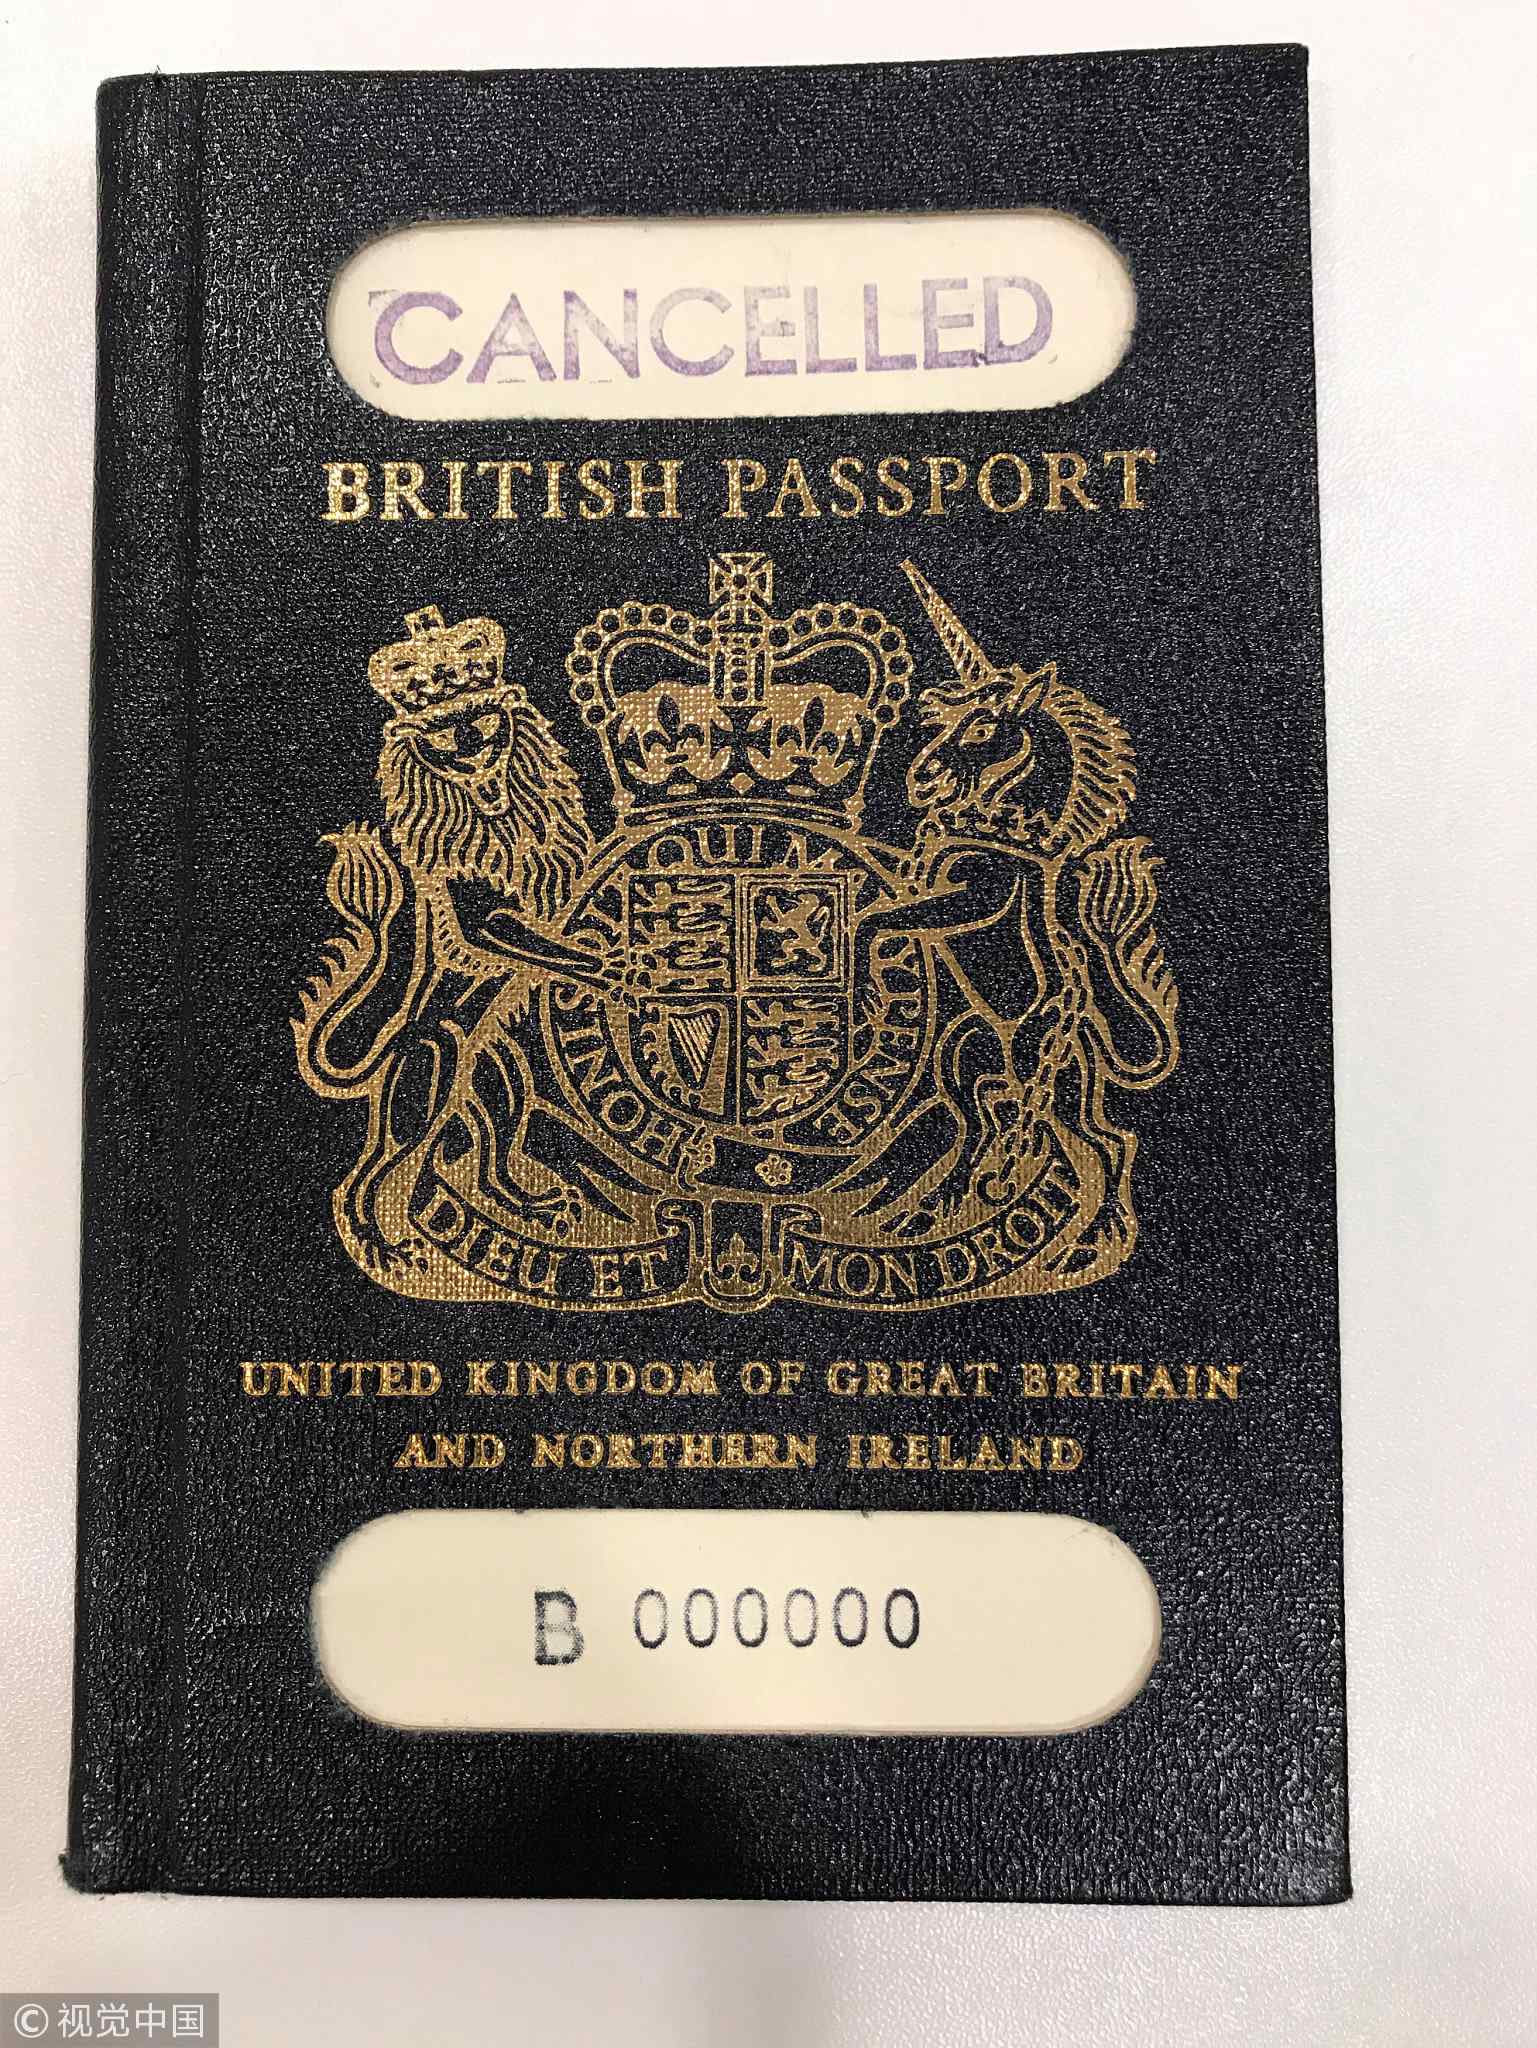 CANCELLED
BRITISH PASSPORT
HONI SOIT QUI MAL Y PENSE
DIEU ET MON DROIT
UNITED KINGDOM OF GREAT BRITAIN
AND NORTHERN IRELAND
B 000000
© 视觉中国